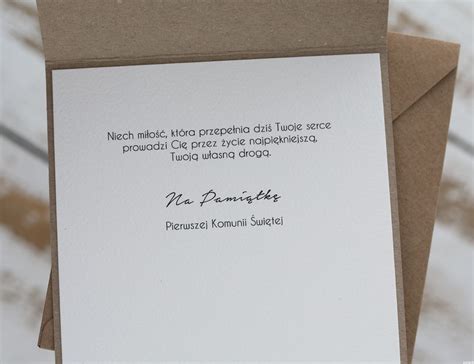 Niech miłość, która przepełnia dziś Twoje serce
prowadzi Cię przez życie najpiękniejszą,
Twoją własną drogą.
Na Pamiątkę
Pierwszej Komunii Świętej